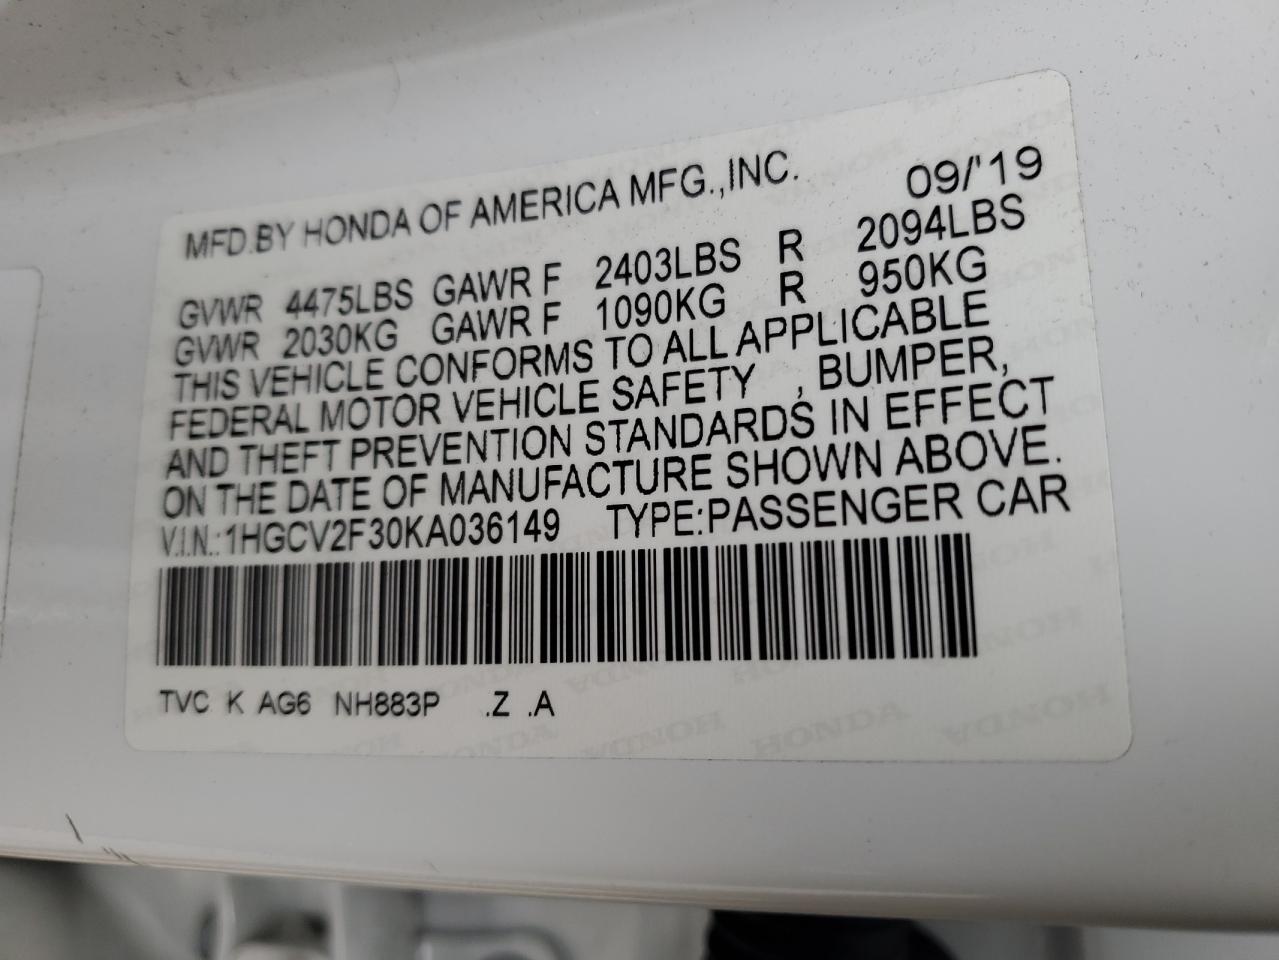 MFD.BY HONDA OF AMERICA MFG.,INC. 09/'19
GVWR 4475LBS GAWR F 2403LBS R 2094LBS
GVWR 2030KG GAWR F 1090KG R 950KG
THIS VEHICLE CONFORMS TO ALL APPLICABLE
FEDERAL MOTOR VEHICLE SAFETY , BUMPER,
AND THEFT PREVENTION STANDARDS IN EFFECT
ON THE DATE OF MANUFACTURE SHOWN ABOVE.
V.I.N.:1HGCV2F30KA036149 TYPE:PASSENGER CAR
TVC K AG6 NH883P .Z .A